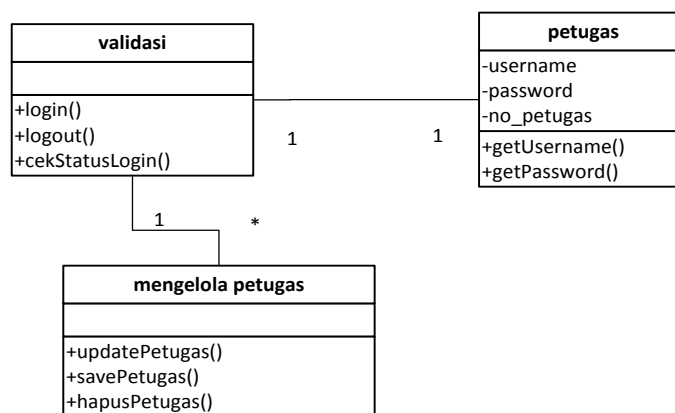 validasi
+login()
+logout()
+cekStatusLogin()
petugas
-username
-password
-no_petugas
+getUsername()
+getPassword()
1
1
1
*
mengelola petugas
+updatePetugas()
+savePetugas()
+hapusPetugas()